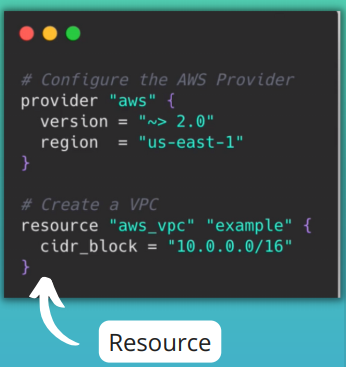 # Configure the AWS Provider
provider "aws" {
  version = "~> 2.0"
  region  = "us-east-1"
}
# Create a VPC
resource "aws_vpc" "example" {
  cidr_block = "10.0.0.0/16"
}
Resource